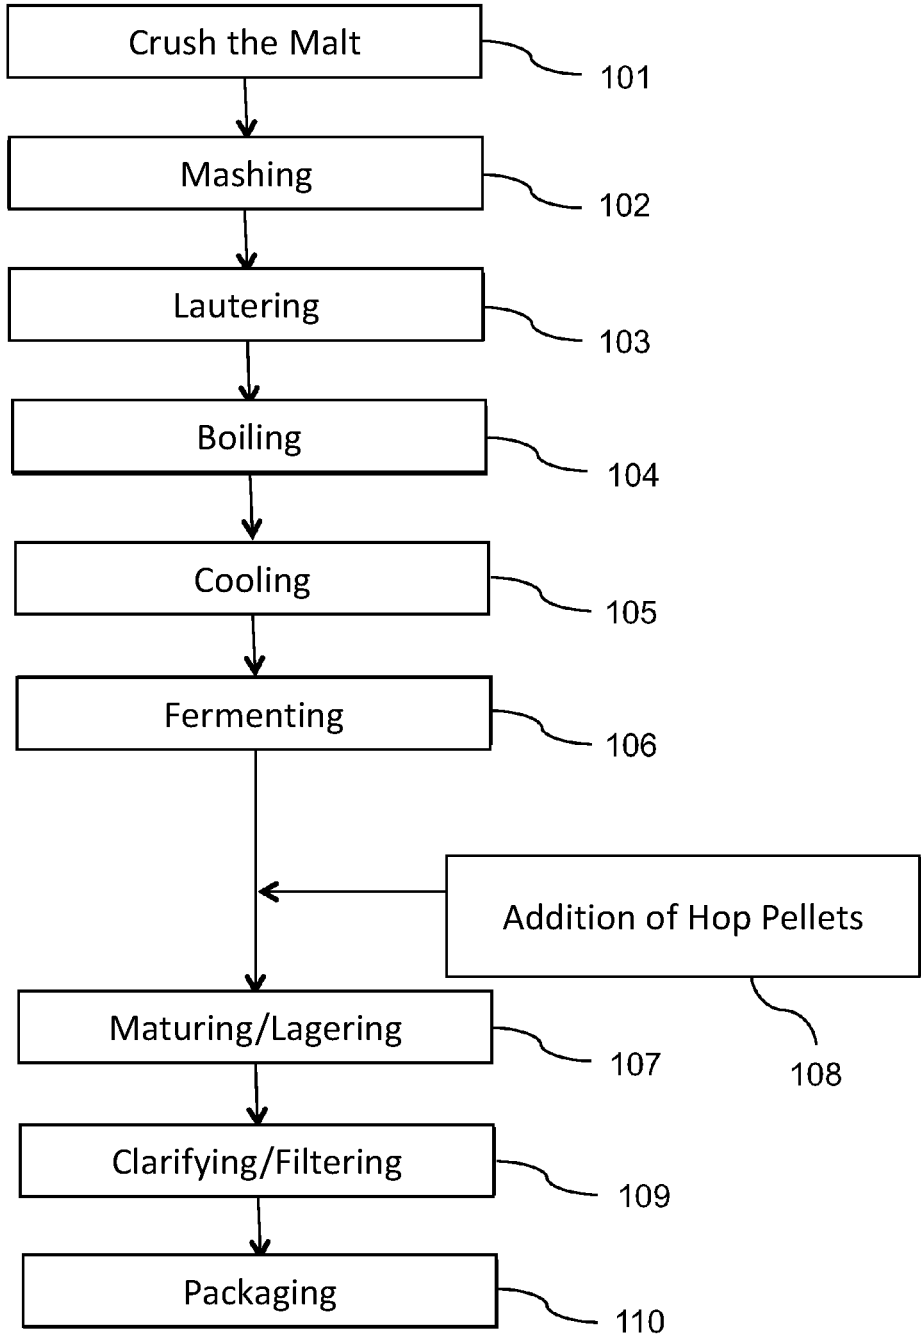 Crush the Malt
101
Mashing
102
Lautering
103
Boiling
104
Cooling
105
Fermenting
106
Addition of Hop Pellets
108
Maturing/Lagering
107
Clarifying/Filtering
109
Packaging
110